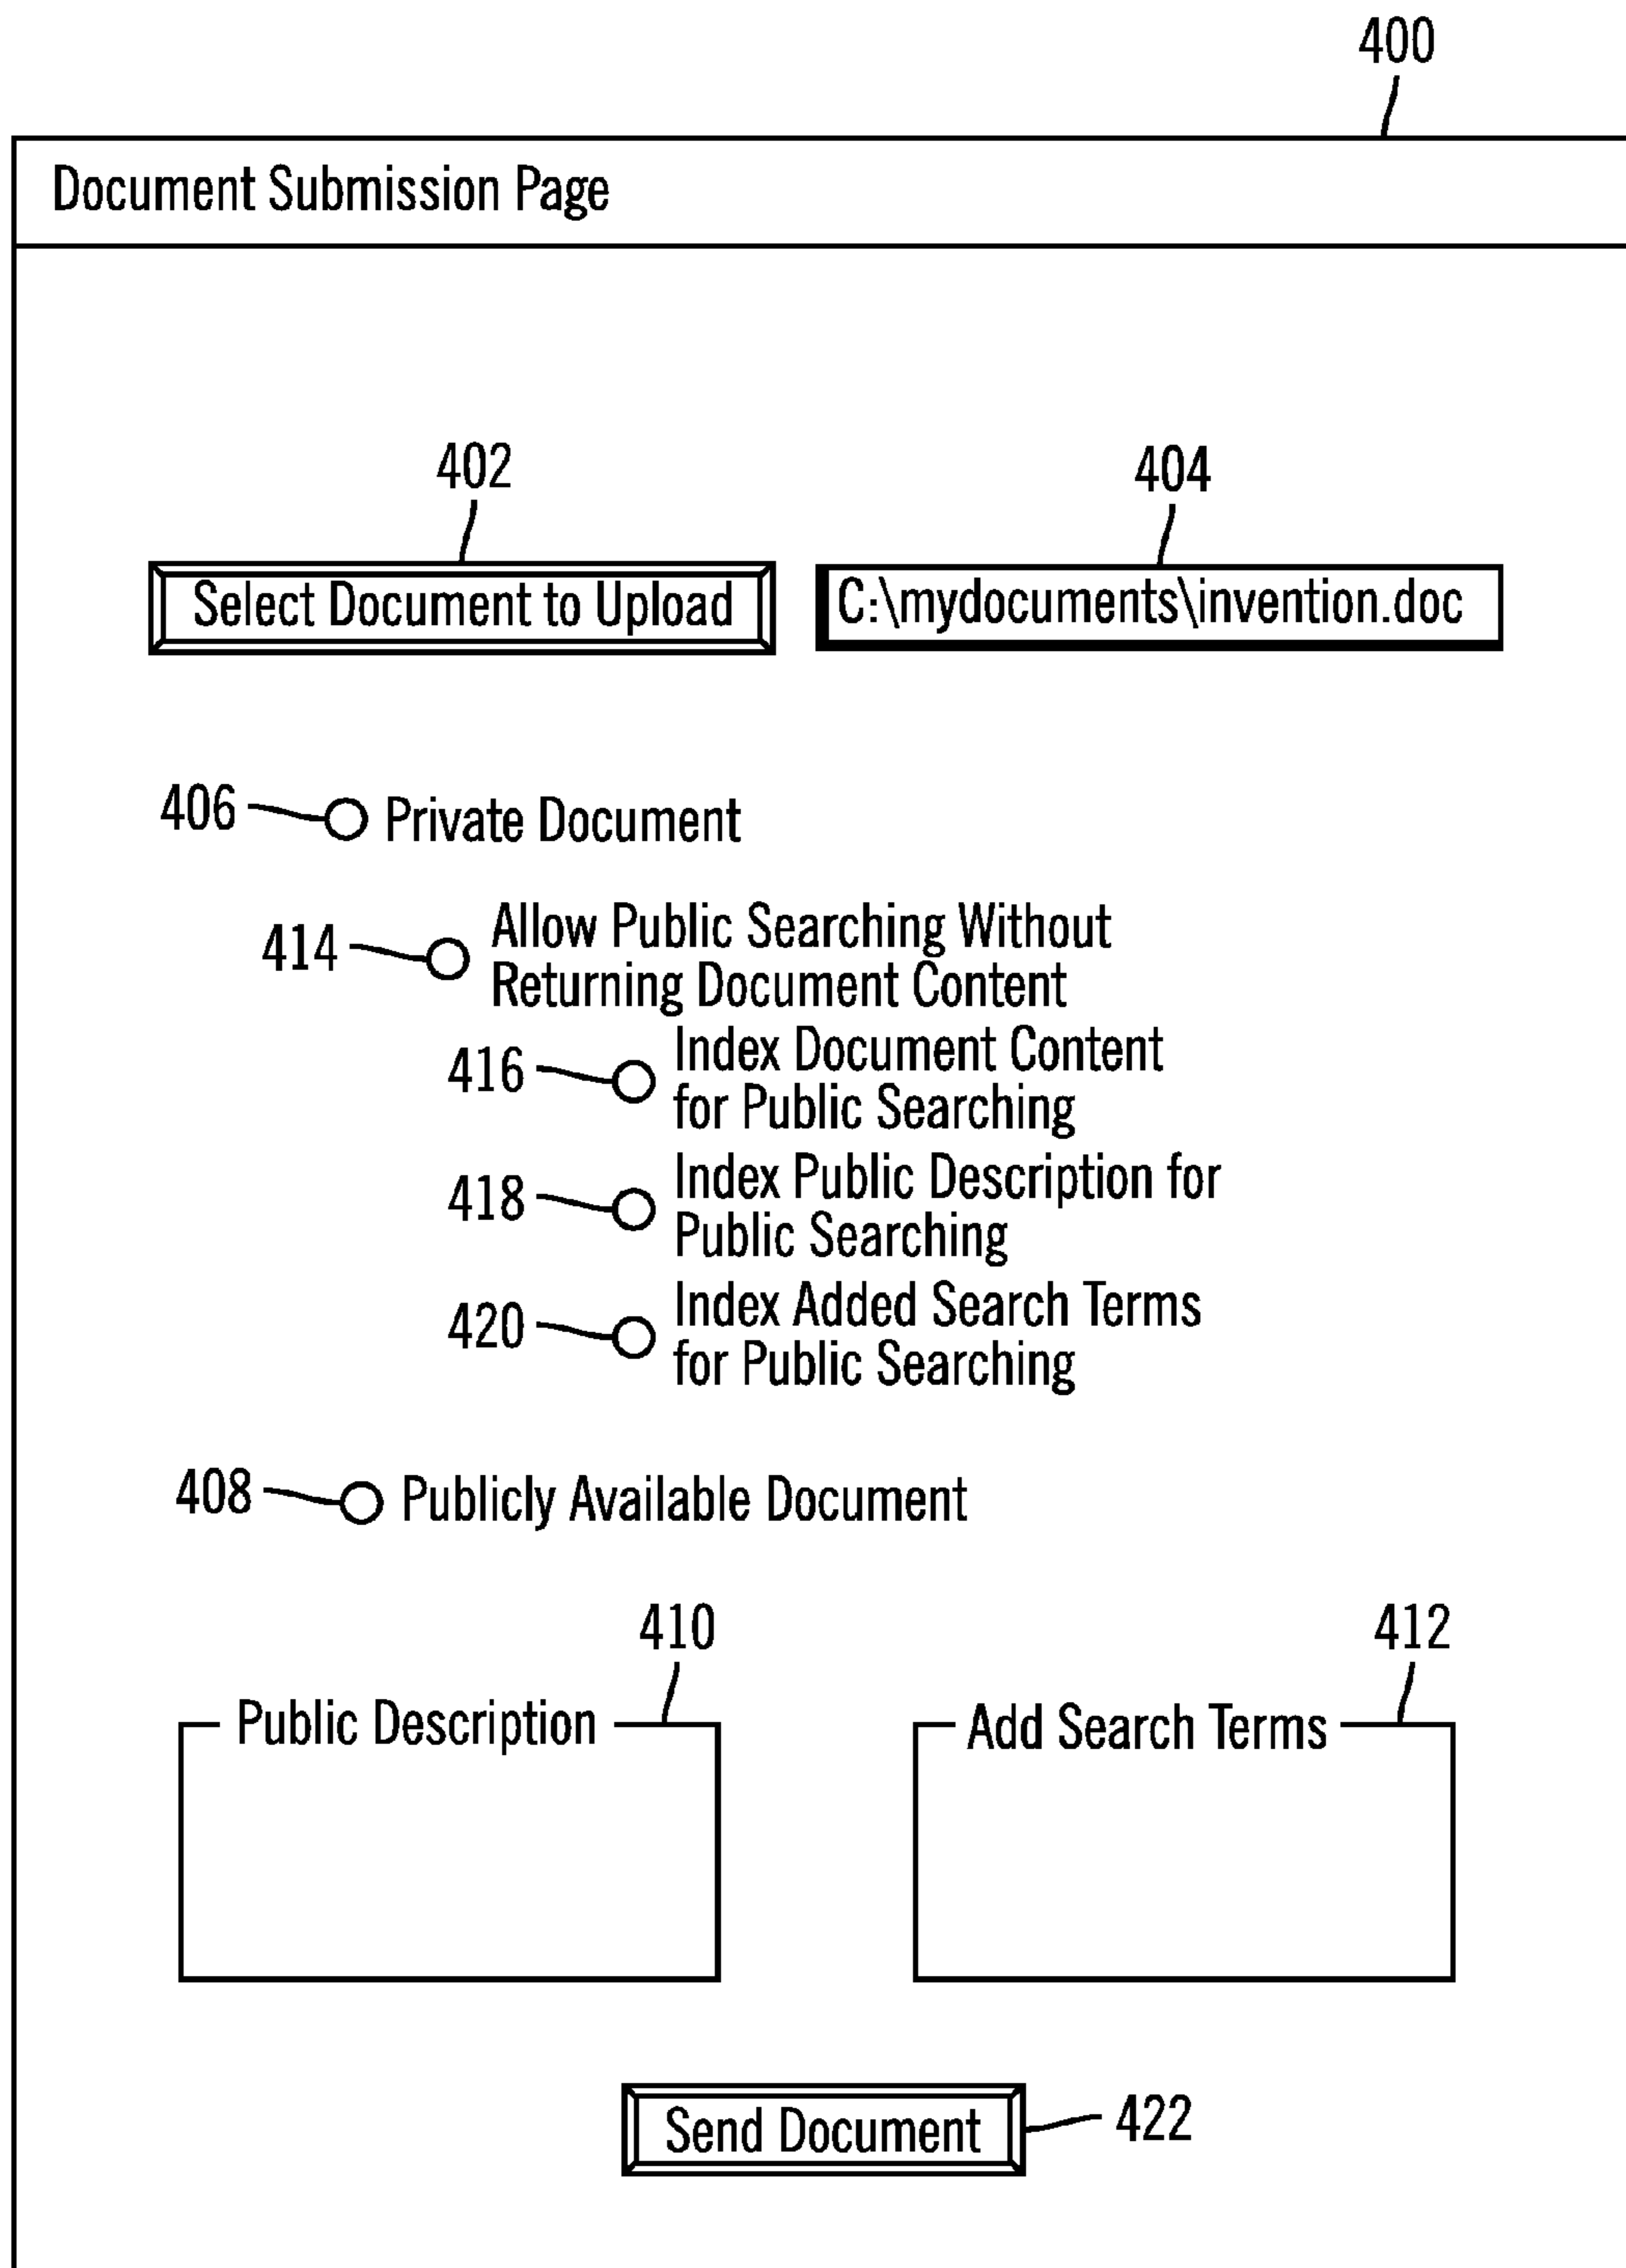 400
Document Submission Page
402
404
Select Document to Upload
C:\mydocuments\invention.doc
406
Private Document
414
Allow Public Searching Without
Returning Document Content
416
Index Document Content
for Public Searching
418
Index Public Description for
Public Searching
420
Index Added Search Terms
for Public Searching
408
Publicly Available Document
410
412
Public Description
Add Search Terms
Send Document
422